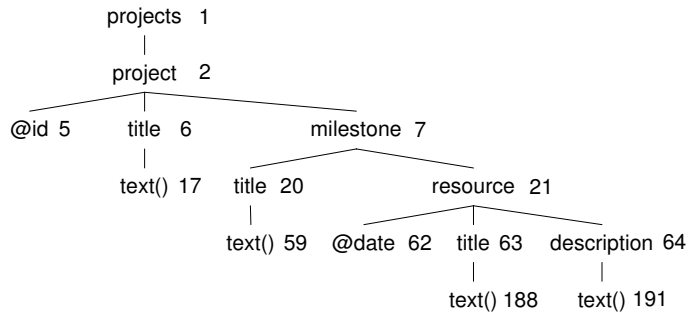 projects 1
project 2
@id 5 title 6 milestone 7
text() 17 title 20 resource 21
text() 59 @date 62 title 63 description 64
text() 188 text() 191